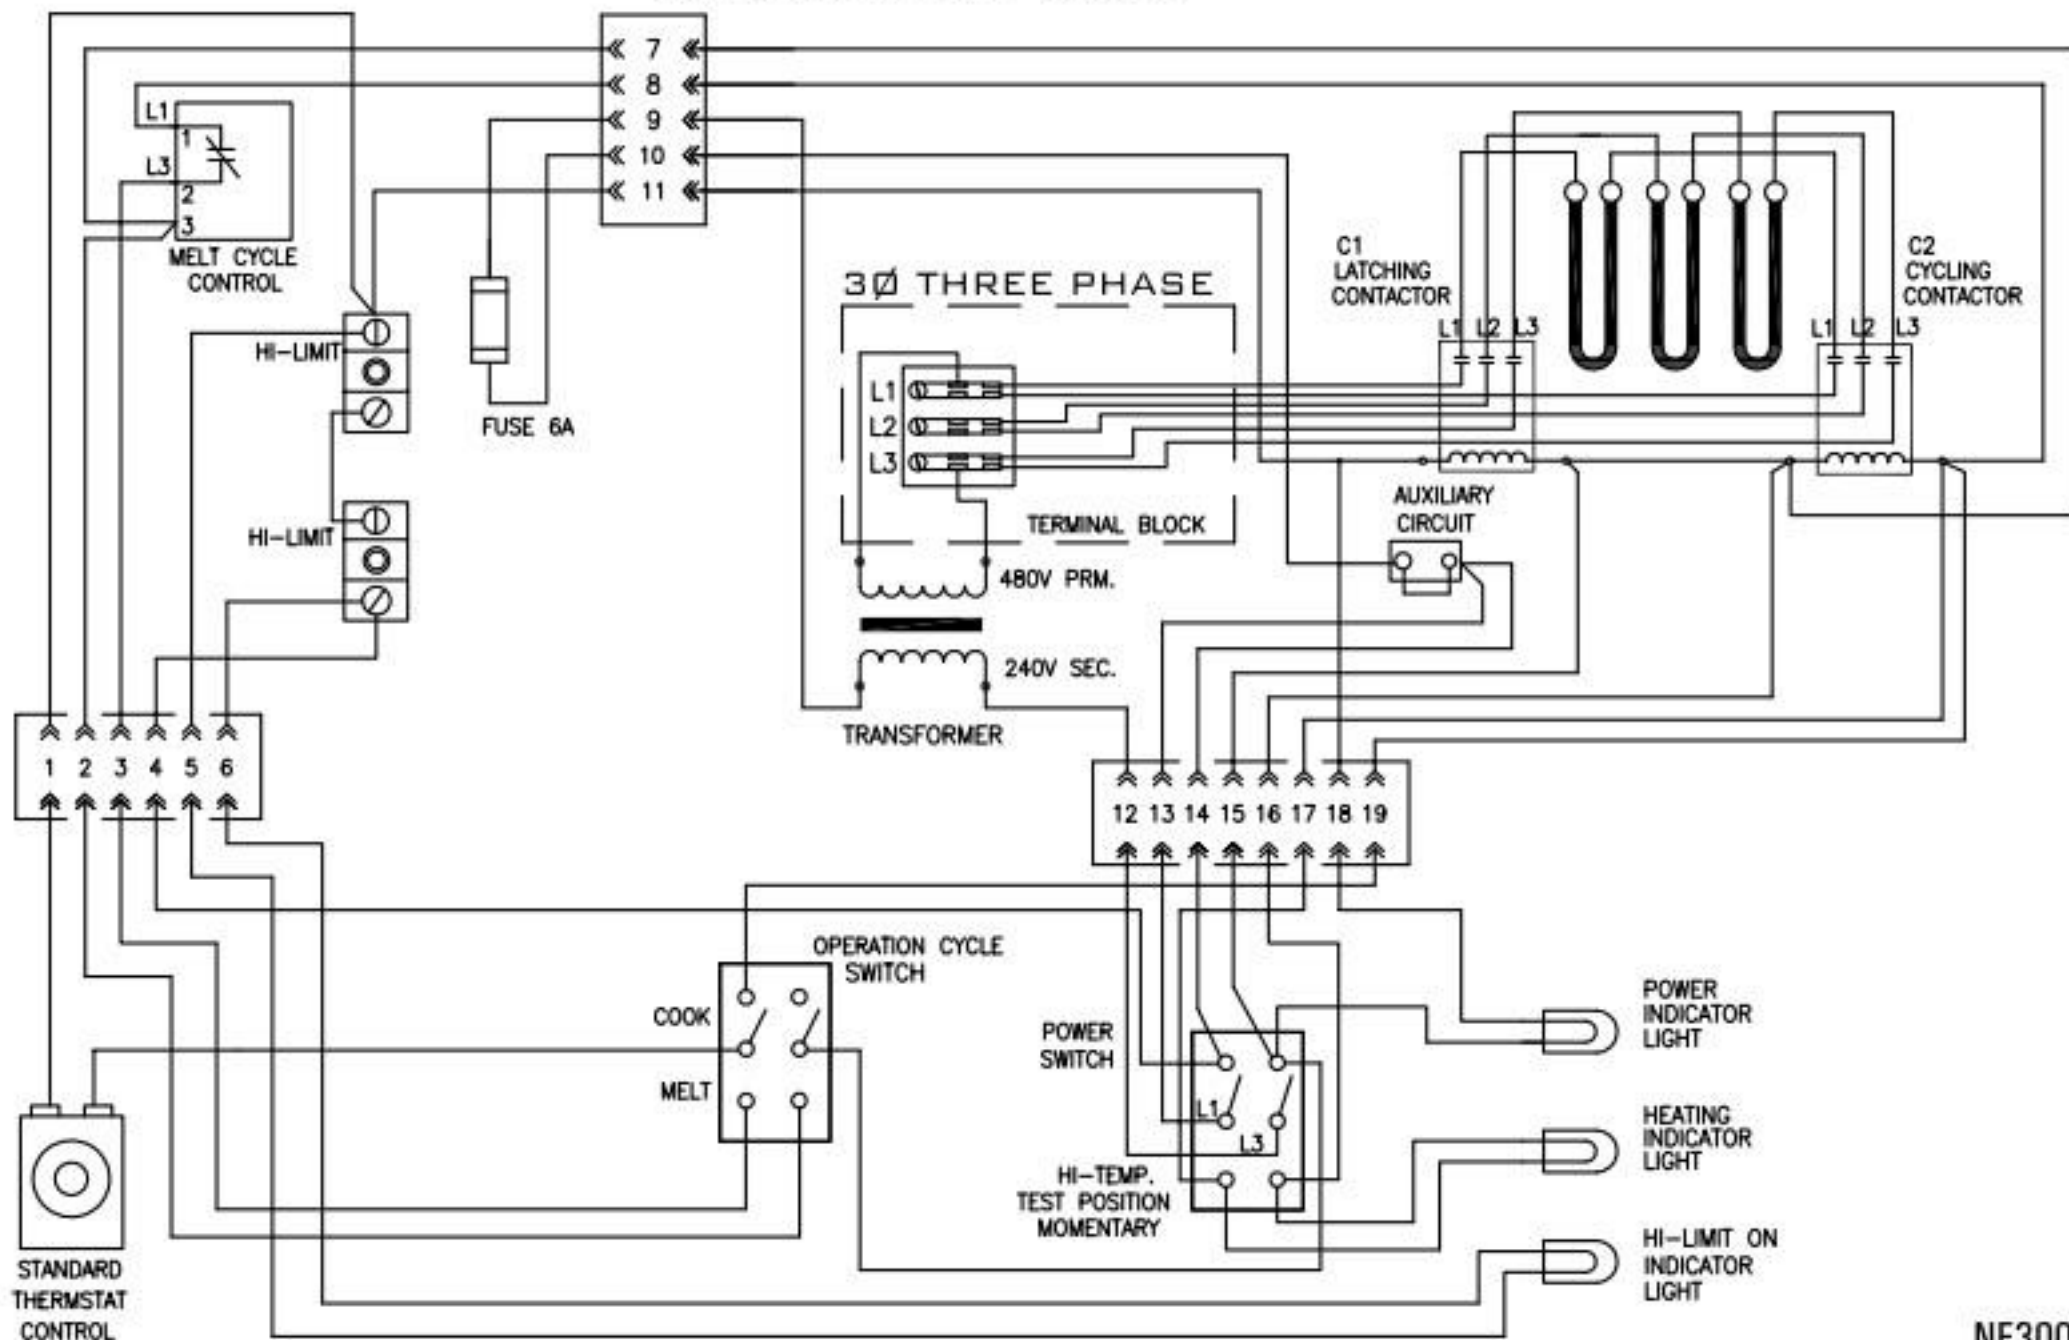 7
8
9
10
11
L1
1
L3
2
3
MELT CYCLE
CONTROL
HI-LIMIT
HI-LIMIT
FUSE 6A
3Ø THREE PHASE
L1
L2
L3
TERMINAL BLOCK
480V PRM.
240V SEC.
TRANSFORMER
C1
LATCHING
CONTACTOR
L1 L2 L3
C2
CYCLING
CONTACTOR
L1 L2 L3
AUXILIARY
CIRCUIT
1 2 3 4 5 6
12 13 14 15 16 17 18 19
OPERATION CYCLE
SWITCH
COOK
MELT
POWER
SWITCH
L1
L3
HI-TEMP.
TEST POSITION
MOMENTARY
POWER
INDICATOR
LIGHT
HEATING
INDICATOR
LIGHT
HI-LIMIT ON
INDICATOR
LIGHT
STANDARD
THERMSTAT
CONTROL